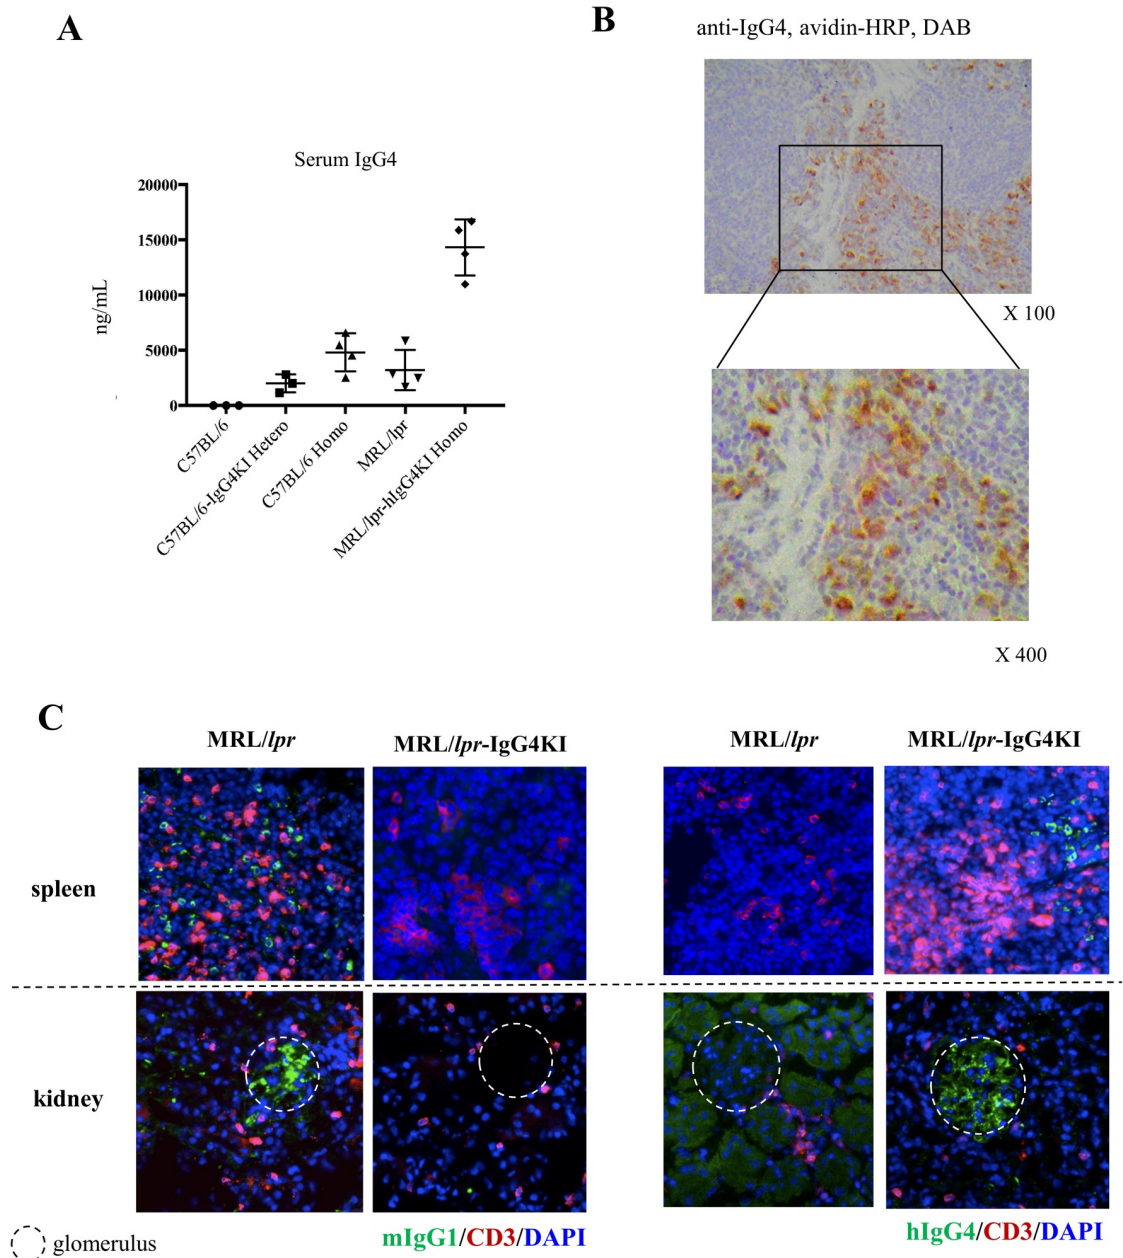 A
Serum IgG4
ng/mL
20000
15000
10000
5000
0
C57BL/6
C57BL/6-IgG4KI Hetero
C57BL/6 Homo
MRL/lpr
MRL/lpr-hIgG4KI Homo
B
anti-IgG4, avidin-HRP, DAB
X 100
X 400
C
MRL/lpr
MRL/lpr-IgG4KI
MRL/lpr
MRL/lpr-IgG4KI
spleen
kidney
glomerulus
mIgG1/CD3/DAPI
hIgG4/CD3/DAPI